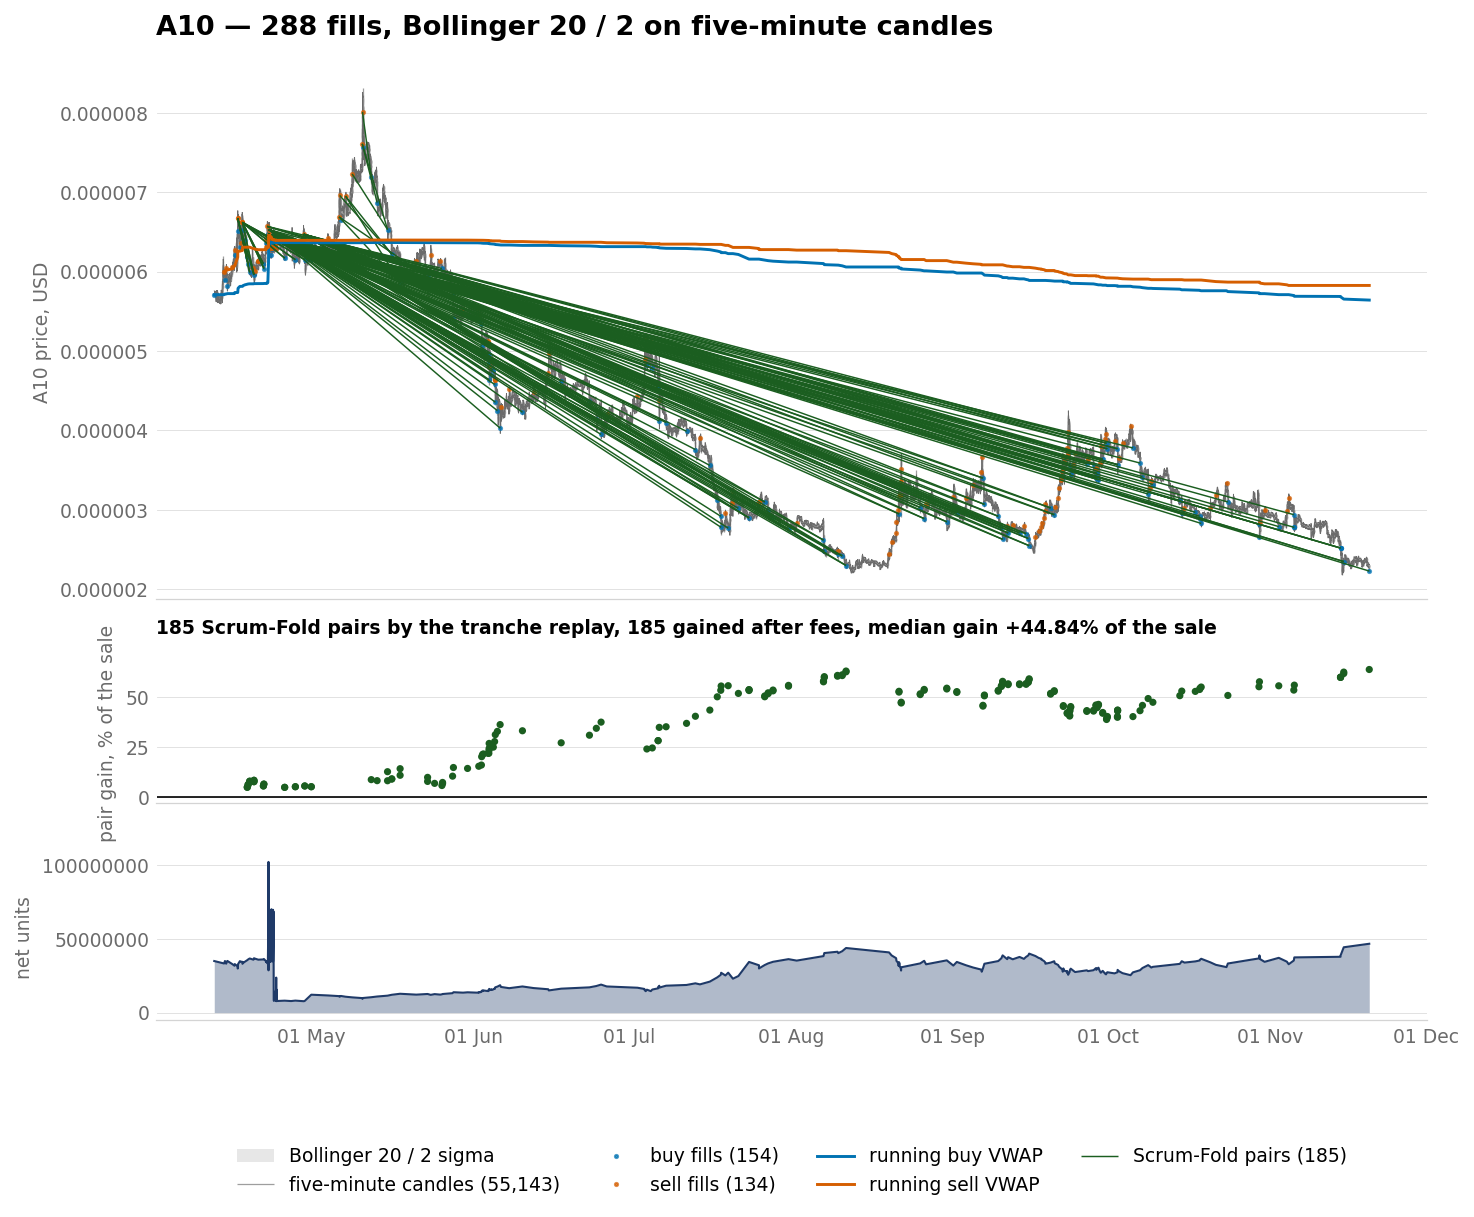 A10 — 288 fills, Bollinger 20 / 2 on five-minute candles
A10 price, USD
0.000008
0.000007
0.000006
0.000005
0.000004
0.000003
0.000002
185 Scrum-Fold pairs by the tranche replay, 185 gained after fees, median gain +44.84% of the sale
pair gain, % of the sale
50
25
0
net units
100000000
50000000
0
01 May
01 Jun
01 Jul
01 Aug
01 Sep
01 Oct
01 Nov
01 Dec
Bollinger 20 / 2 sigma
five-minute candles (55,143)
buy fills (154)
sell fills (134)
running buy VWAP
running sell VWAP
Scrum-Fold pairs (185)